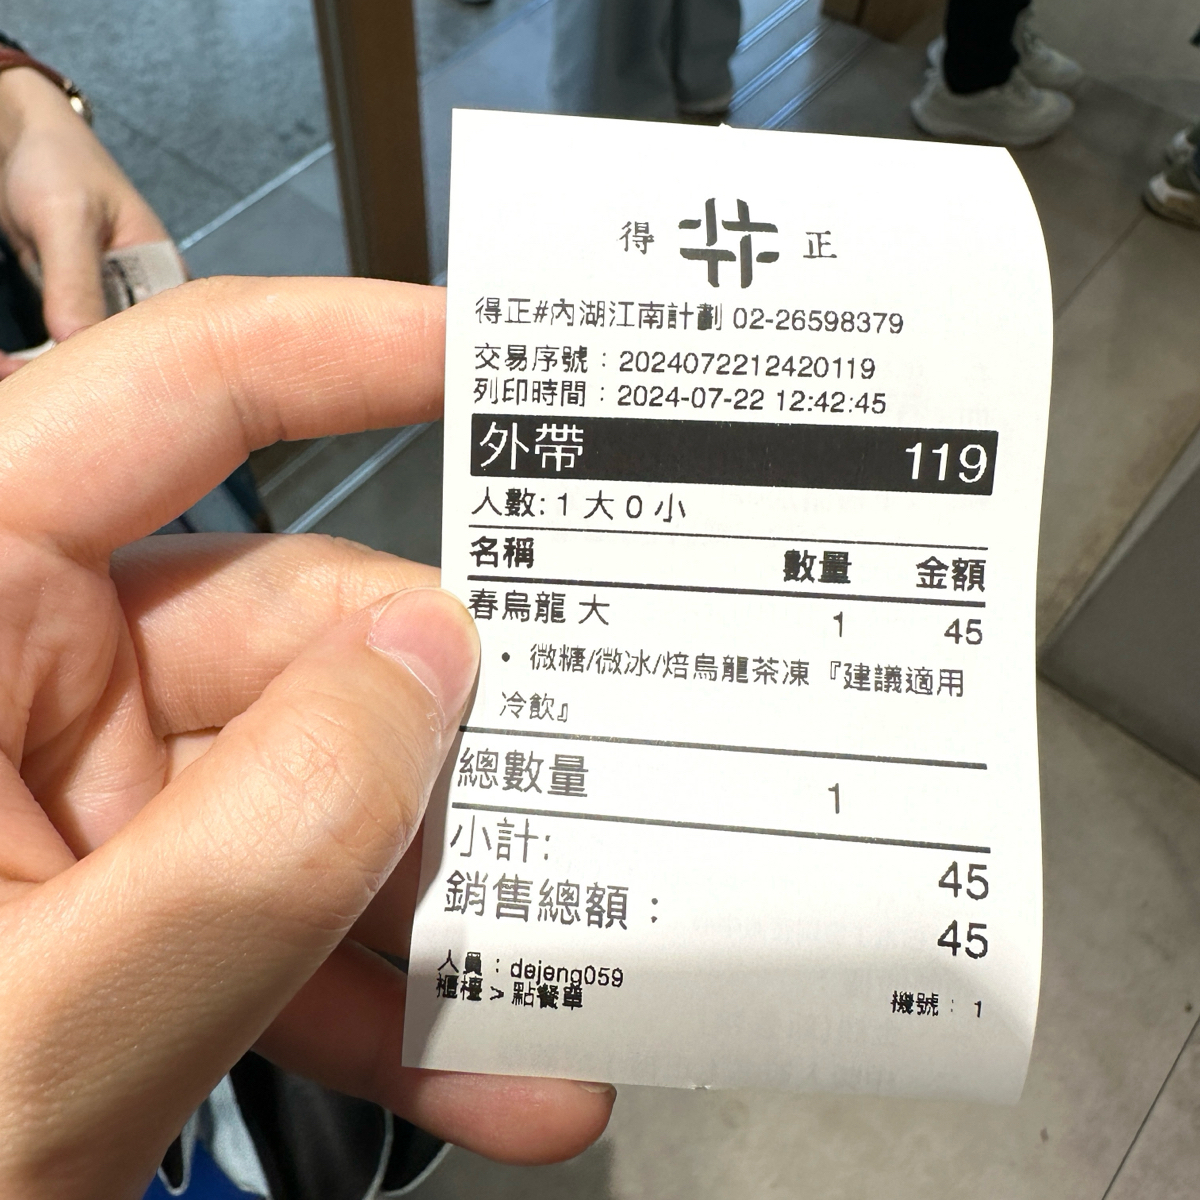 得 正
得正#內湖江南計劃 02-26598379
交易序號：2024072212420119
列印時間：2024-07-22 12:42:45
外帶 119
人數: 1 大 0 小
名稱 數量 金額
春烏龍 大 1 45
• 微糖/微冰/焙烏龍茶凍『建議適用
冷飲』
總數量 1
小計: 45
銷售總額： 45
人員：dejeng059
櫃檯 > 點餐單 機號：1